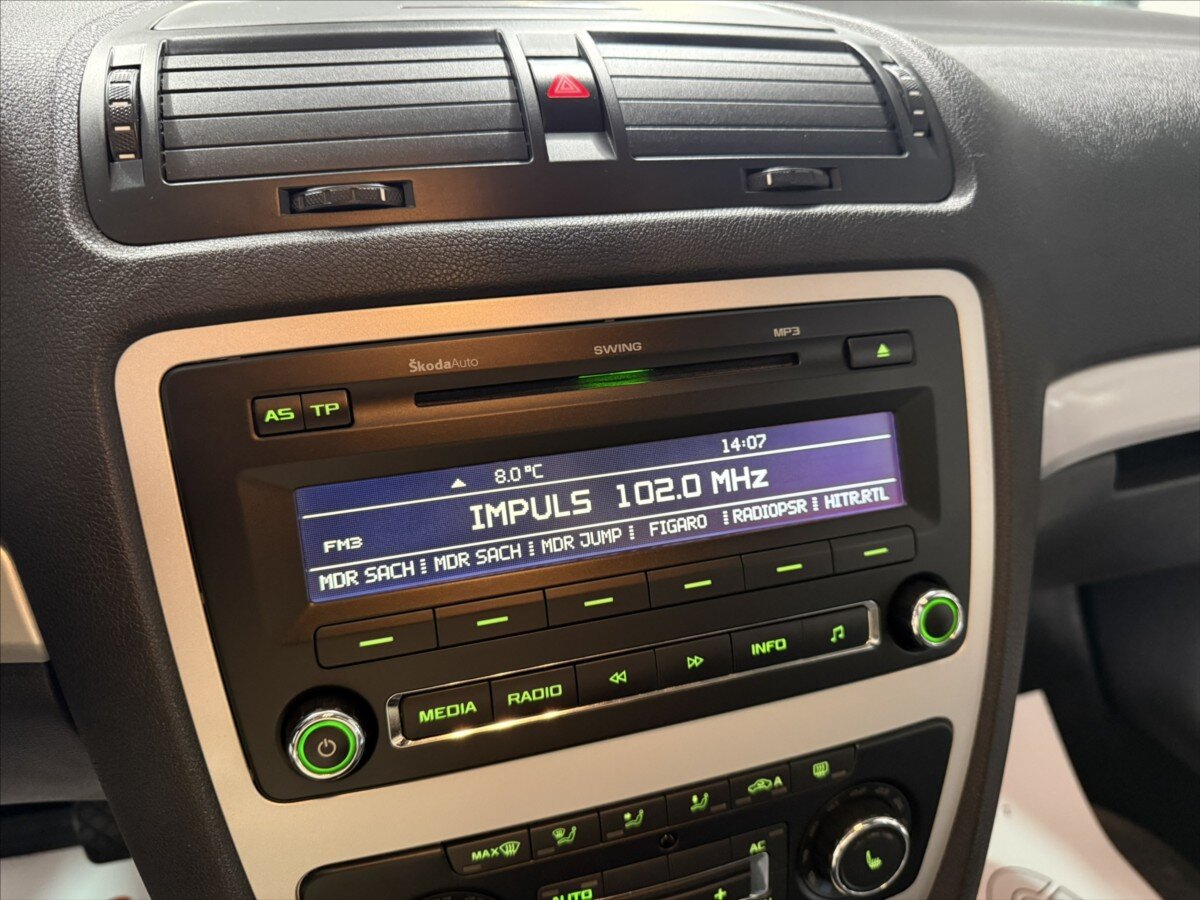 ŠkodaAuto SWING MP3
AS TP
8.0°C 14:07
IMPULS 102.0 MHz
FM3
MDR SACH MDR SACH MDR JUMP FIGARO RADIOPSR HITR.RTL
MEDIA RADIO INFO
MAX A
AUTO AC